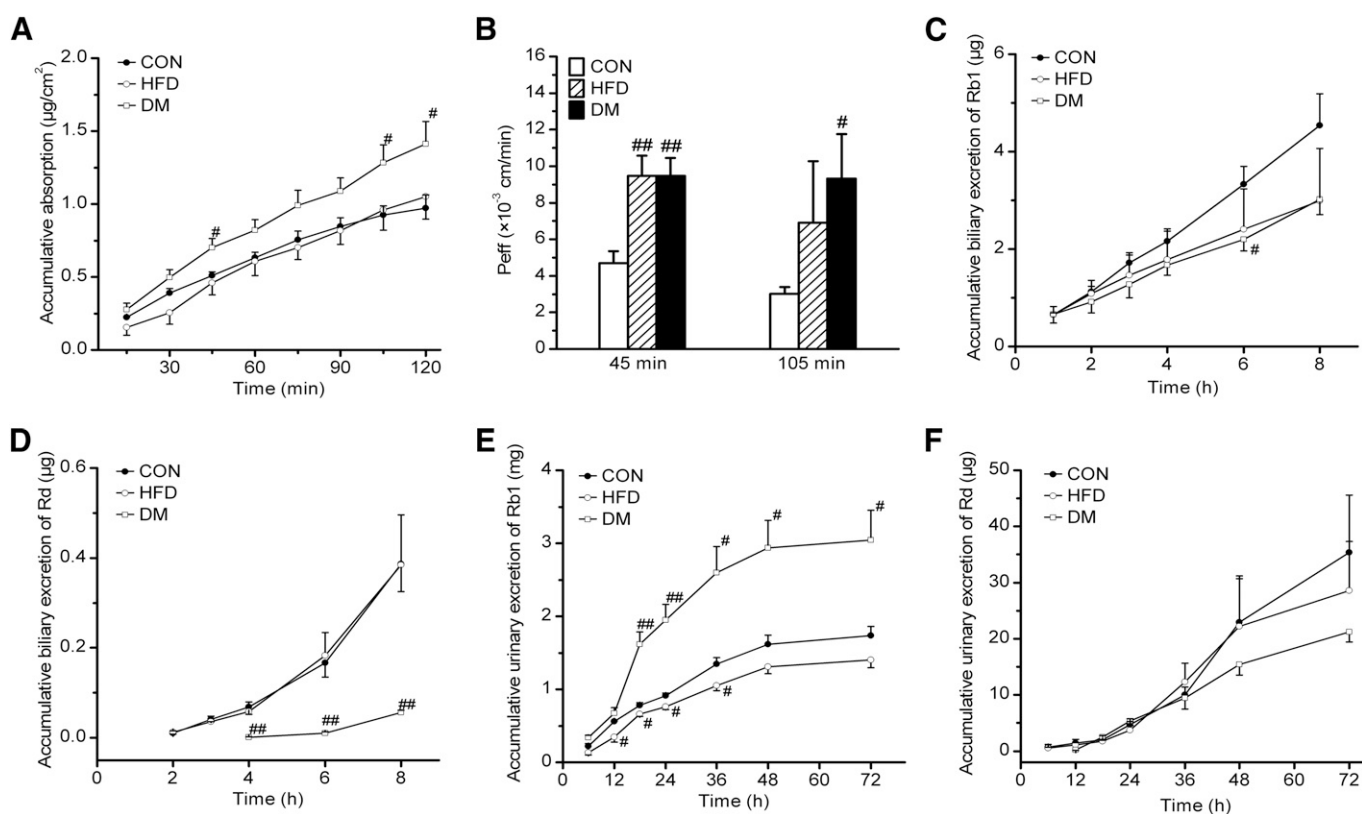 A
Accumulative absorption (µg/cm²)
2.0
1.5
1.0
0.5
0.0
CON
HFD
DM
#
#
#
30
60
90
120
Time (min)
B
Peff (×10⁻³ cm/min)
16
14
12
10
8
6
4
2
0
CON
HFD
DM
##
##
#
45 min
105 min
C
Accumulative biliary excretion of Rb1 (µg)
6
4
2
0
CON
HFD
DM
#
0
2
4
6
8
Time (h)
D
Accumulative biliary excretion of Rd (µg)
0.6
0.4
0.2
0.0
CON
HFD
DM
##
##
##
0
2
4
6
8
Time (h)
E
Accumulative urinary excretion of Rb1 (mg)
4
3
2
1
0
CON
HFD
DM
##
##
#
#
#
#
#
#
#
0
12
24
36
48
60
72
Time (h)
F
Accumulative urinary excretion of Rd (µg)
50
40
30
20
10
0
CON
HFD
DM
0
12
24
36
48
60
72
Time (h)